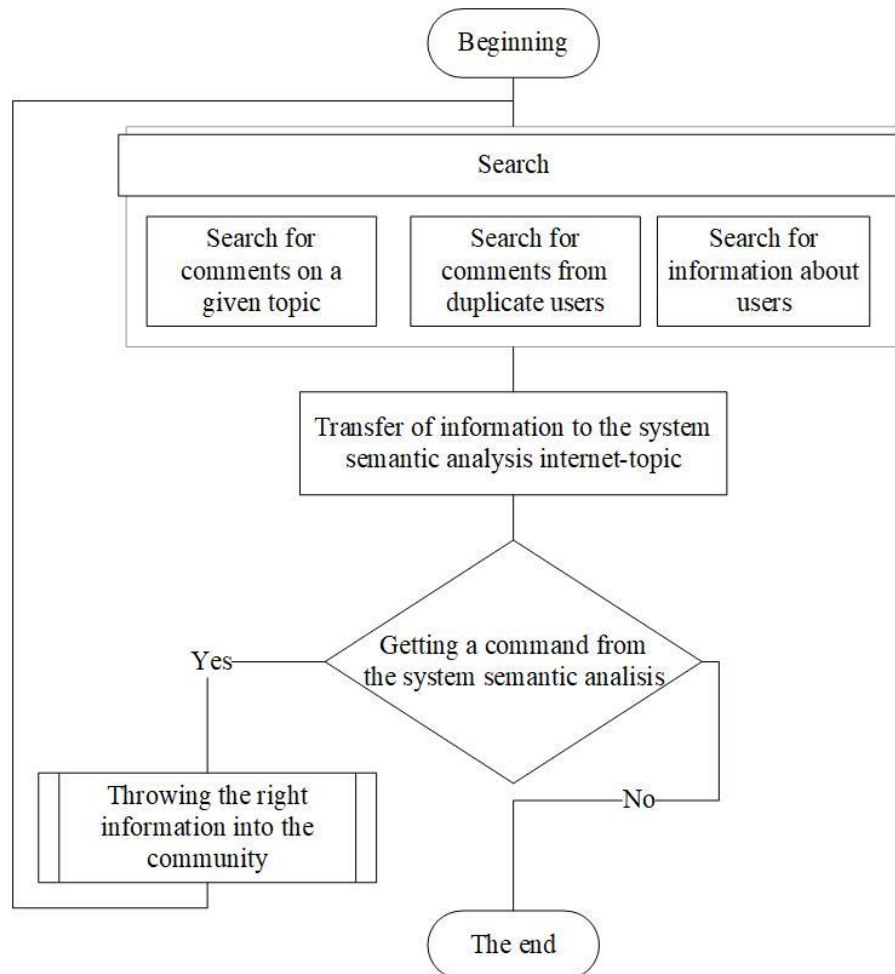 Beginning
Search
Search for
comments on a
given topic
Search for
comments from
duplicate users
Search for
information about
users
Transfer of information to the system
semantic analysis internet-topic
Getting a command from
the system semantic analisis
Yes
No
Throwing the right
information into the
community
The end